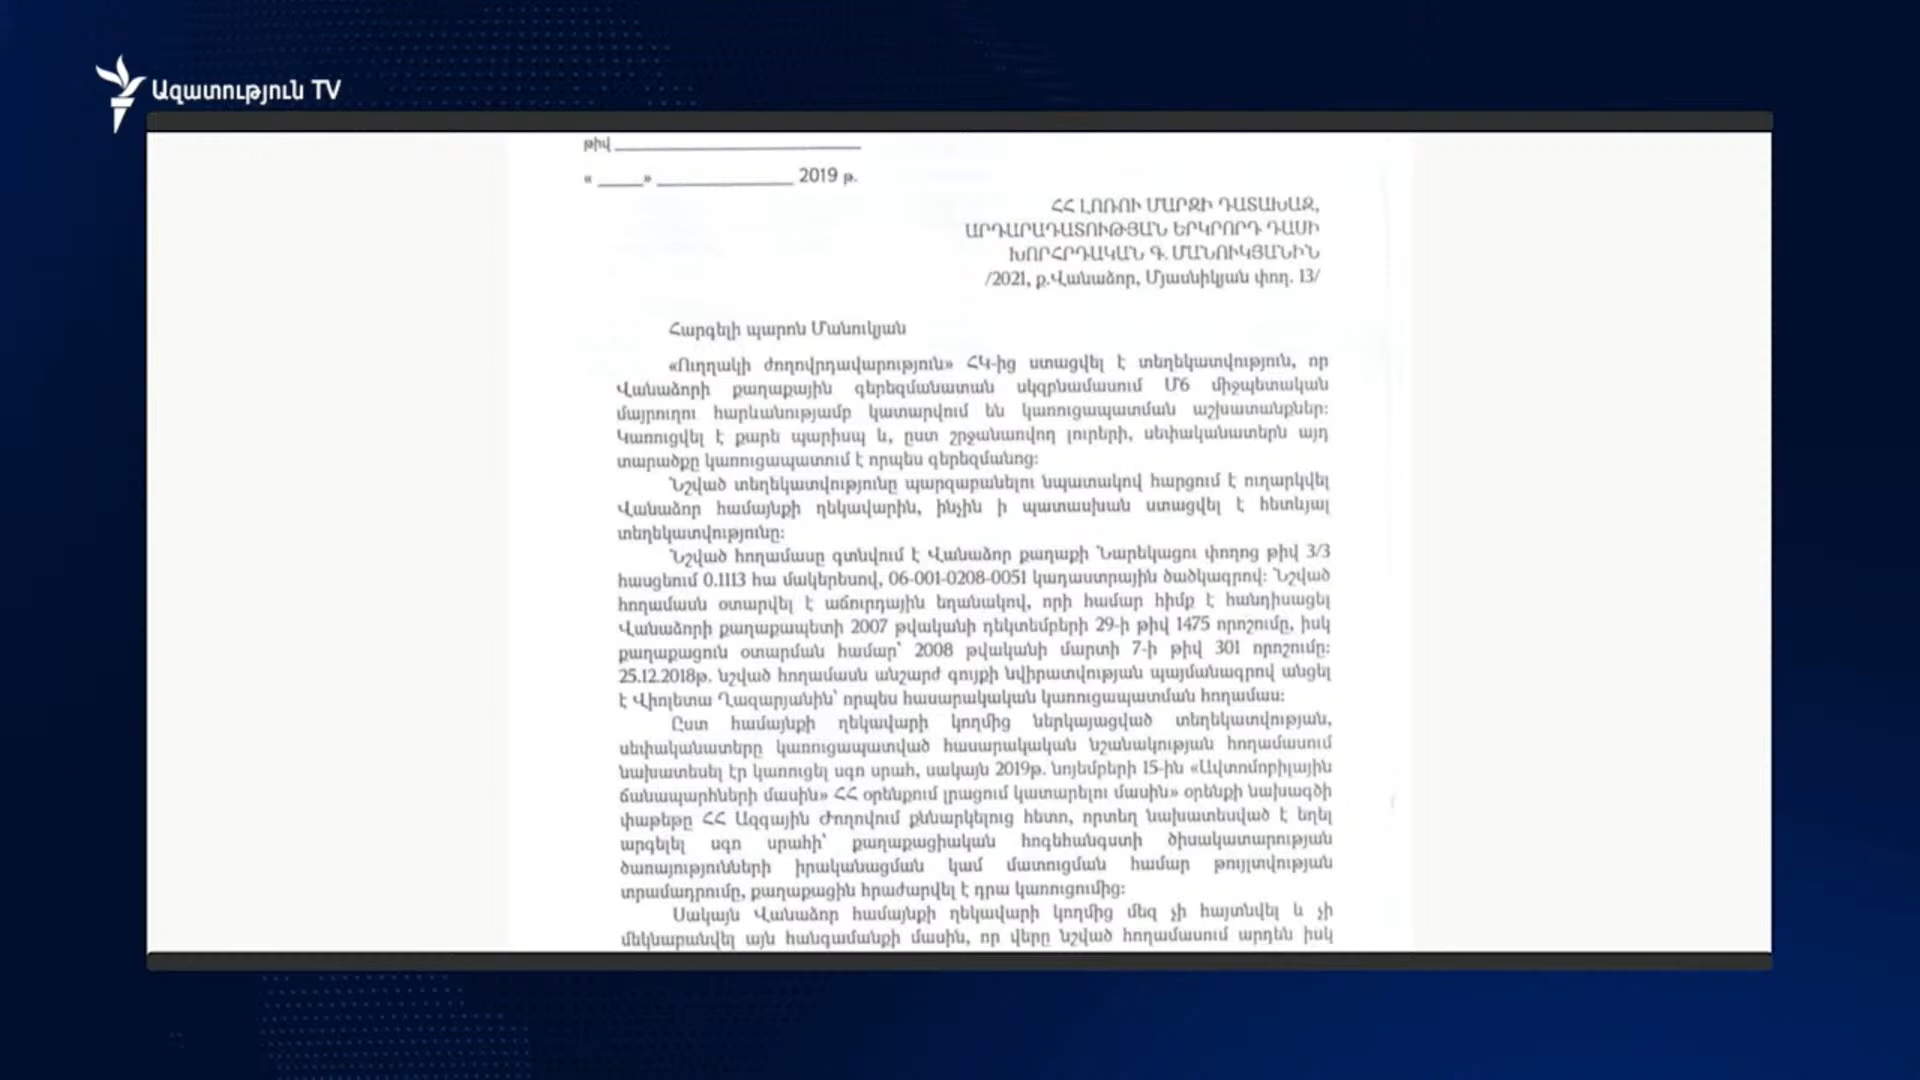 Ազատություն TV
թիվ ____________________
« ____» ____________ 2019 թ.
ՀՀ ԼՈՌՈՒ ՄԱՐԶԻ ԴԱՏԱԽԱԶ,
ԱՐԴԱՐԱԴԱՏՈՒԹՅԱՆ ԵՐԿՐՈՐԴ ԴԱՍԻ
ԽՈՐՀՐԴԱԿԱՆ Գ. ՄԱՆՈՒԿՅԱՆԻՆ
/2021, ք.Վանաձոր, Մյասնիկյան փող. 13/
Հարգելի պարոն Մանուկյան
«Ուղղակի ժողովրդավարություն» ՀԿ-ից ստացվել է տեղեկատվություն, որ
Վանաձորի քաղաքային գերեզմանատան սկզբնամասում Մ6 միջպետական
մայրուղու հարևանությամբ կատարվում են կառուցապատման աշխատանքներ:
Կառուցվել է քարե պարիսպ և, ըստ շրջանառվող լուրերի, սեփականատերն այդ
տարածքը կառուցապատում է որպես գերեզմանոց:
Նշված տեղեկատվությունը պարզաբանելու նպատակով հարցում է ուղարկվել
Վանաձոր համայնքի ղեկավարին, ինչին ի պատասխան ստացվել է հետևյալ
տեղեկատվությունը:
Նշված հողամասը գտնվում է Վանաձոր քաղաքի Նարեկացու փողոց թիվ 3/3
հասցեում 0.1113 հա մակերեսով, 06-001-0208-0051 կադաստրային ծածկագրով: Նշված
հողամասն օտարվել է աճուրդային եղանակով, որի համար հիմք է հանդիսացել
Վանաձորի քաղաքապետի 2007 թվականի դեկտեմբերի 29-ի թիվ 1475 որոշումը, իսկ
քաղաքացուն օտարման համար՝ 2008 թվականի մարտի 7-ի թիվ 301 որոշումը:
25.12.2018թ. նշված հողամասն անշարժ գույքի նվիրատվության պայմանագրով անցել
է Վիոլետա Ղազարյանին՝ որպես հասարակական կառուցապատման հողամաս:
Ըստ համայնքի ղեկավարի կողմից ներկայացված տեղեկատվության,
սեփականատերը կառուցապատված հասարակական նշանակության հողամասում
նախատեսել էր կառուցել սգո սրահ, սակայն 2019թ. նոյեմբերի 15-ին «Ավտոմոբիլային
ճանապարհների մասին» ՀՀ օրենքում լրացում կատարելու մասին» օրենքի նախագծի
փաթեթը ՀՀ Ազգային Ժողովում քննարկելուց հետո, որտեղ նախատեսված է եղել
արգելել սգո սրահի՝ քաղաքացիական հոգեհանգստի ծիսակատարության
ծառայությունների իրականացման կամ մատուցման համար թույլտվության
տրամադրումը, քաղաքացին հրաժարվել է դրա կառուցումից:
Սակայն Վանաձոր համայնքի ղեկավարի կողմից մեզ չի հայտնվել և չի
մեկնաբանվել այն հանգամանքի մասին, որ վերը նշված հողամասում արդեն իսկ